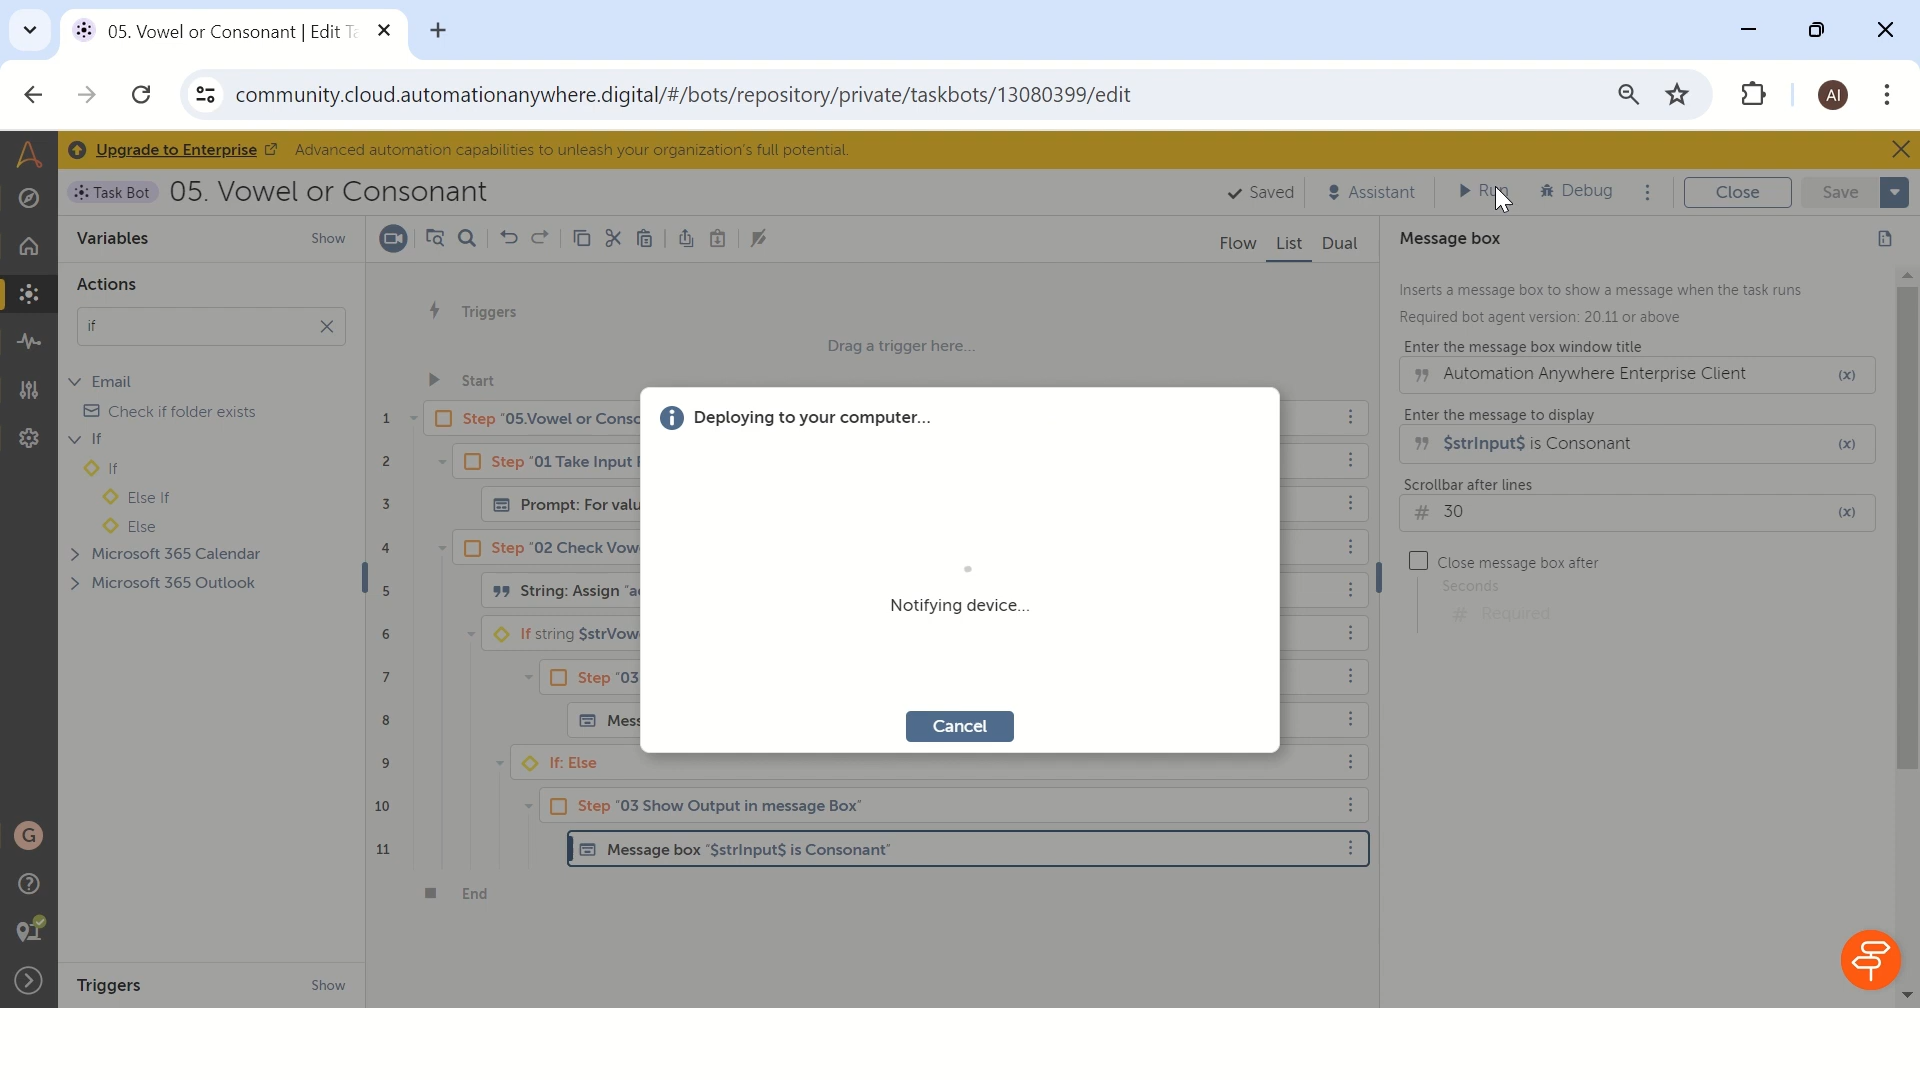 05. Vowel or Consonant | Edit Ta
community.cloud.automationanywhere.digital/#/bots/repository/private/taskbots/13080399/edit
AI
Upgrade to Enterprise Advanced automation capabilities to unleash your organization's full potential.
Task Bot 05. Vowel or Consonant
Saved Assistant Run Debug Close Save
Variables Show
Flow List Dual
Message box
Actions
if
Inserts a message box to show a message when the task runs
Required bot agent version: 20.11 or above
Triggers
Drag a trigger here...
Enter the message box window title
Automation Anywhere Enterprise Client (x)
Email
Check if folder exists
If
If
Else If
Else
Microsoft 365 Calendar
Microsoft 365 Outlook
Start
1 Step "05.Vowel or Conso
2 Step "01 Take Input
3 Prompt: For valu
4 Step "02 Check Vow
5 String: Assign "a
6 If string $strVow
7 Step "03
8 Mess
9 If: Else
10 Step "03 Show Output in message Box"
11 Message box "$strInput$ is Consonant"
End
Deploying to your computer...
Notifying device...
Cancel
Enter the message to display
$strInput$ is Consonant (x)
Scrollbar after lines
# 30 (x)
Close message box after
Seconds
# Required
G
Triggers Show